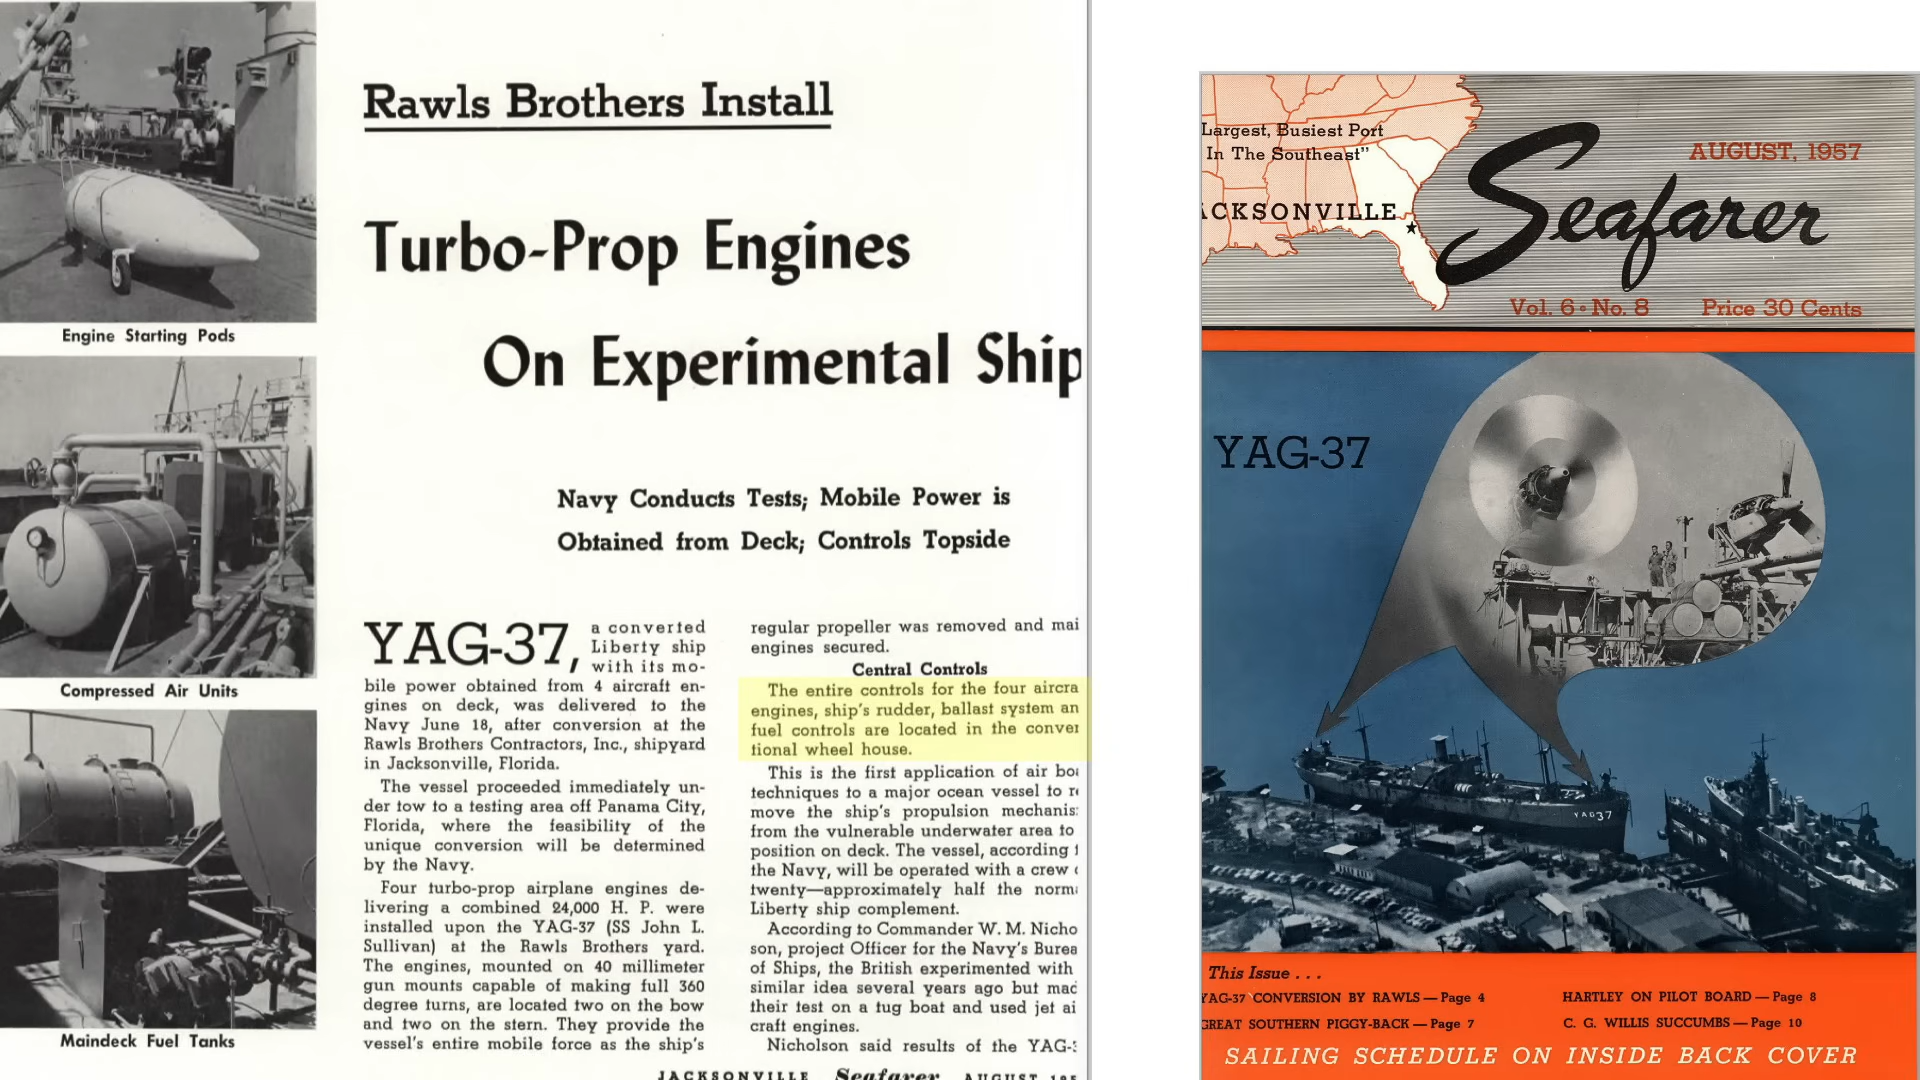 Engine Starting Pods
Compressed Air Units
Maindeck Fuel Tanks
Rawls Brothers Install
Turbo-Prop Engines
On Experimental Ship
Navy Conducts Tests; Mobile Power is
Obtained from Deck; Controls Topside
YAG-37, a converted
Liberty ship
with its mo-
bile power obtained from 4 aircraft en-
gines on deck, was delivered to the
Navy June 18, after conversion at the
Rawls Brothers Contractors, Inc., shipyard
in Jacksonville, Florida.
The vessel proceeded immediately un-
der tow to a testing area off Panama City,
Florida, where the feasibility of the
unique conversion will be determined
by the Navy.
Four turbo-prop airplane engines de-
livering a combined 24,000 H. P. were
installed upon the YAG-37 (SS John L.
Sullivan) at the Rawls Brothers yard.
The engines, mounted on 40 millimeter
gun mounts capable of making full 360
degree turns, are located two on the bow
and two on the stern. They provide the
vessel's entire mobile force as the ship's
regular propeller was removed and mai
engines secured.
Central Controls
The entire controls for the four aircra
engines, ship's rudder, ballast system an
fuel controls are located in the conven
tional wheel house.
This is the first application of air boa
techniques to a major ocean vessel to re
move the ship's propulsion mechanis
from the vulnerable underwater area to
position on deck. The vessel, according
the Navy, will be operated with a crew
twenty—approximately half the norma
Liberty ship complement.
According to Commander W. M. Nicho
son, project Officer for the Navy's Burea
of Ships, the British experimented with
similar idea several years ago but mad
their test on a tug boat and used jet ai
craft engines.
Nicholson said results of the YAG-3
JACKSONVILLE Seafarer AUGUST 195
Largest, Busiest Port
In The Southeast"
ACKSONVILLE
Seafarer
AUGUST, 1957
Vol. 6 • No. 8 Price 30 Cents
YAG-37
YAG37
This Issue . . .
YAG-37 CONVERSION BY RAWLS — Page 4
GREAT SOUTHERN PIGGY-BACK — Page 7
HARTLEY ON PILOT BOARD — Page 8
C. G. WILLIS SUCCUMBS — Page 10
SAILING SCHEDULE ON INSIDE BACK COVER